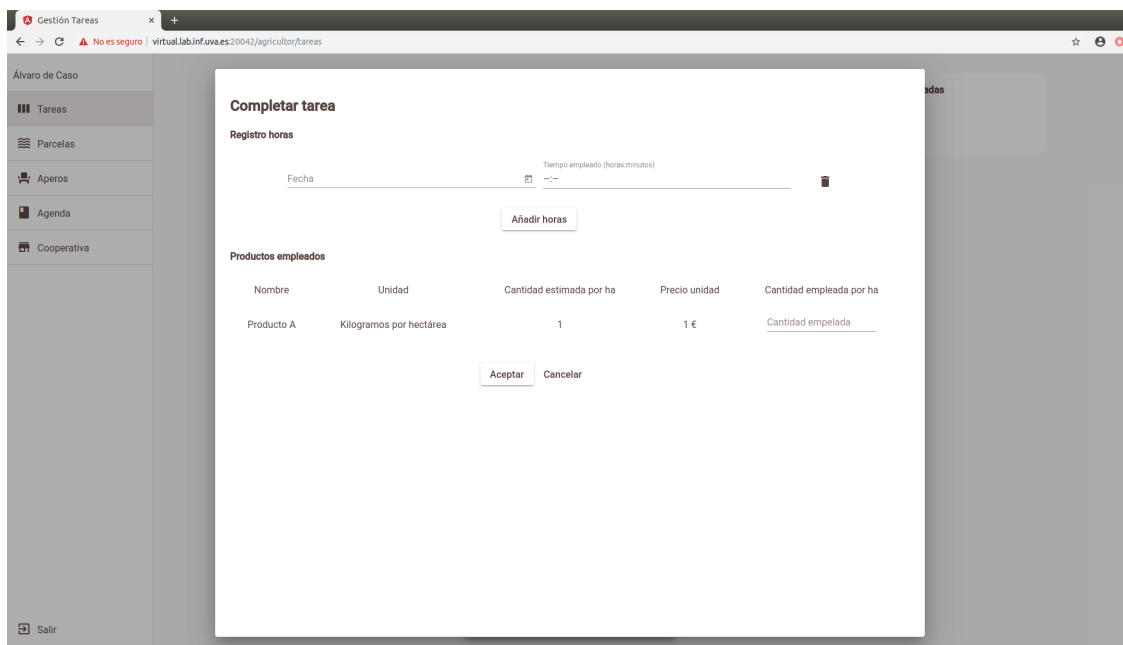 Gestión Tareas
No es seguro | virtual.lab.inf.uva.es:20042/agricultor/tareas
Álvaro de Caso
Tareas
Parcelas
Aperos
Agenda
Cooperativa
Salir
adas
Completar tarea
Registro horas
Fecha
Tiempo empleado (horas:minutos)
--:--
Añadir horas
Productos empleados
Nombre Unidad Cantidad estimada por ha Precio unidad Cantidad empleada por ha
Producto A Kilogramos por hectárea 1 1 € Cantidad empelada
Aceptar Cancelar